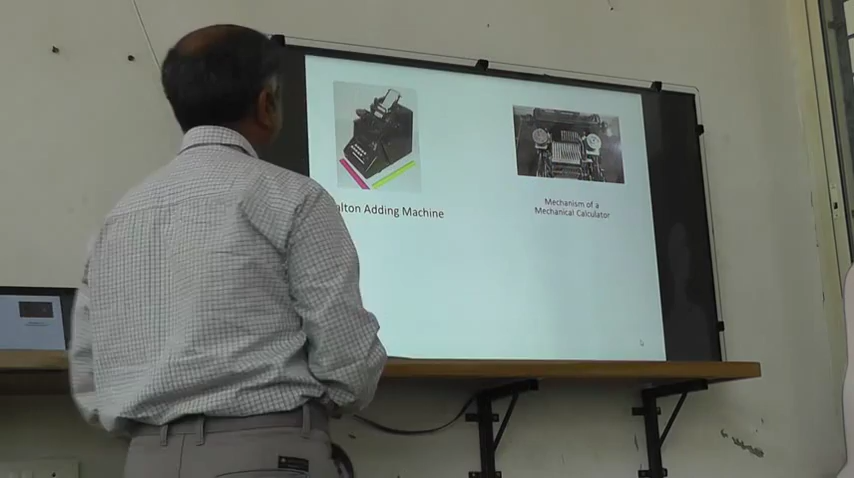 alton Adding Machine
Mechanism of a
Mechanical Calculator